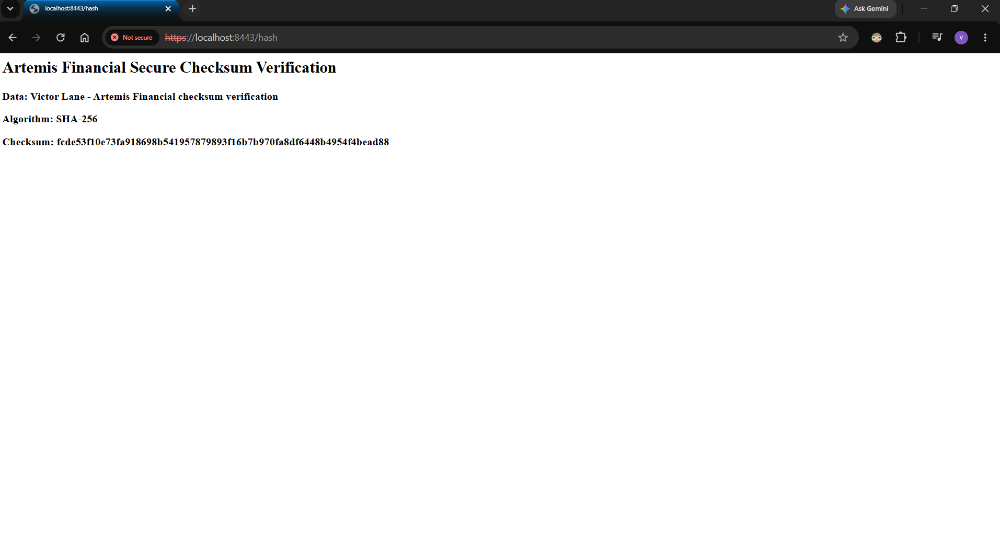 localhost:8443/hash
Ask Gemini
Not secure
https://localhost:8443/hash
V
Artemis Financial Secure Checksum Verification
Data: Victor Lane - Artemis Financial checksum verification
Algorithm: SHA-256
Checksum: fcde53f10e73fa918698b541957879893f16b7b970fa8df6448b4954f4bead88